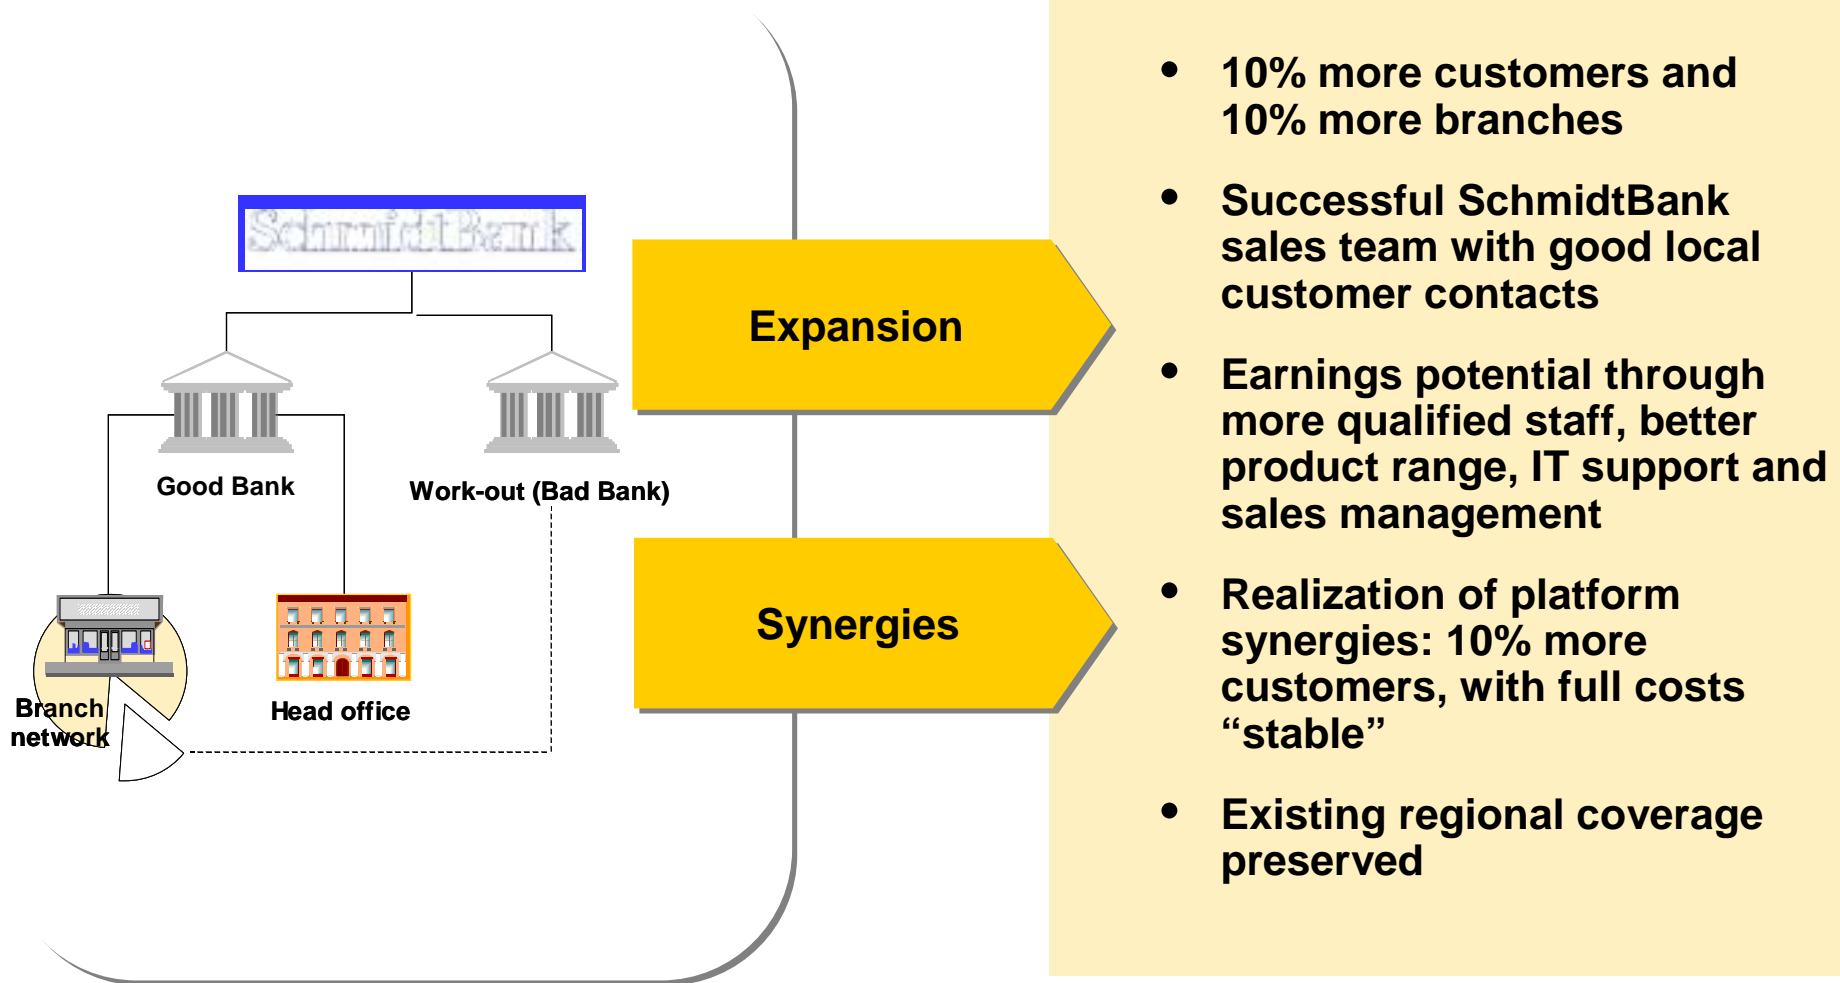 SchmidtBank
Good Bank
Work-out (Bad Bank)
Branch
network
Head office
Expansion
Synergies
• 10% more customers and
10% more branches
• Successful SchmidtBank
sales team with good local
customer contacts
• Earnings potential through
more qualified staff, better
product range, IT support and
sales management
• Realization of platform
synergies: 10% more
customers, with full costs
“stable”
• Existing regional coverage
preserved